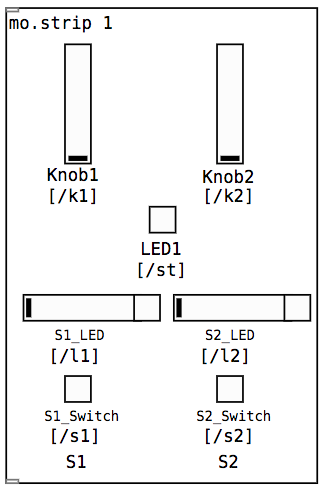 mo.strip 1
Knob1 Knob2
[/k1] [/k2]
LED1
[/st]
S1_LED S2_LED
[/l1] [/l2]
S1_Switch S2_Switch
[/s1] [/s2]
S1 S2